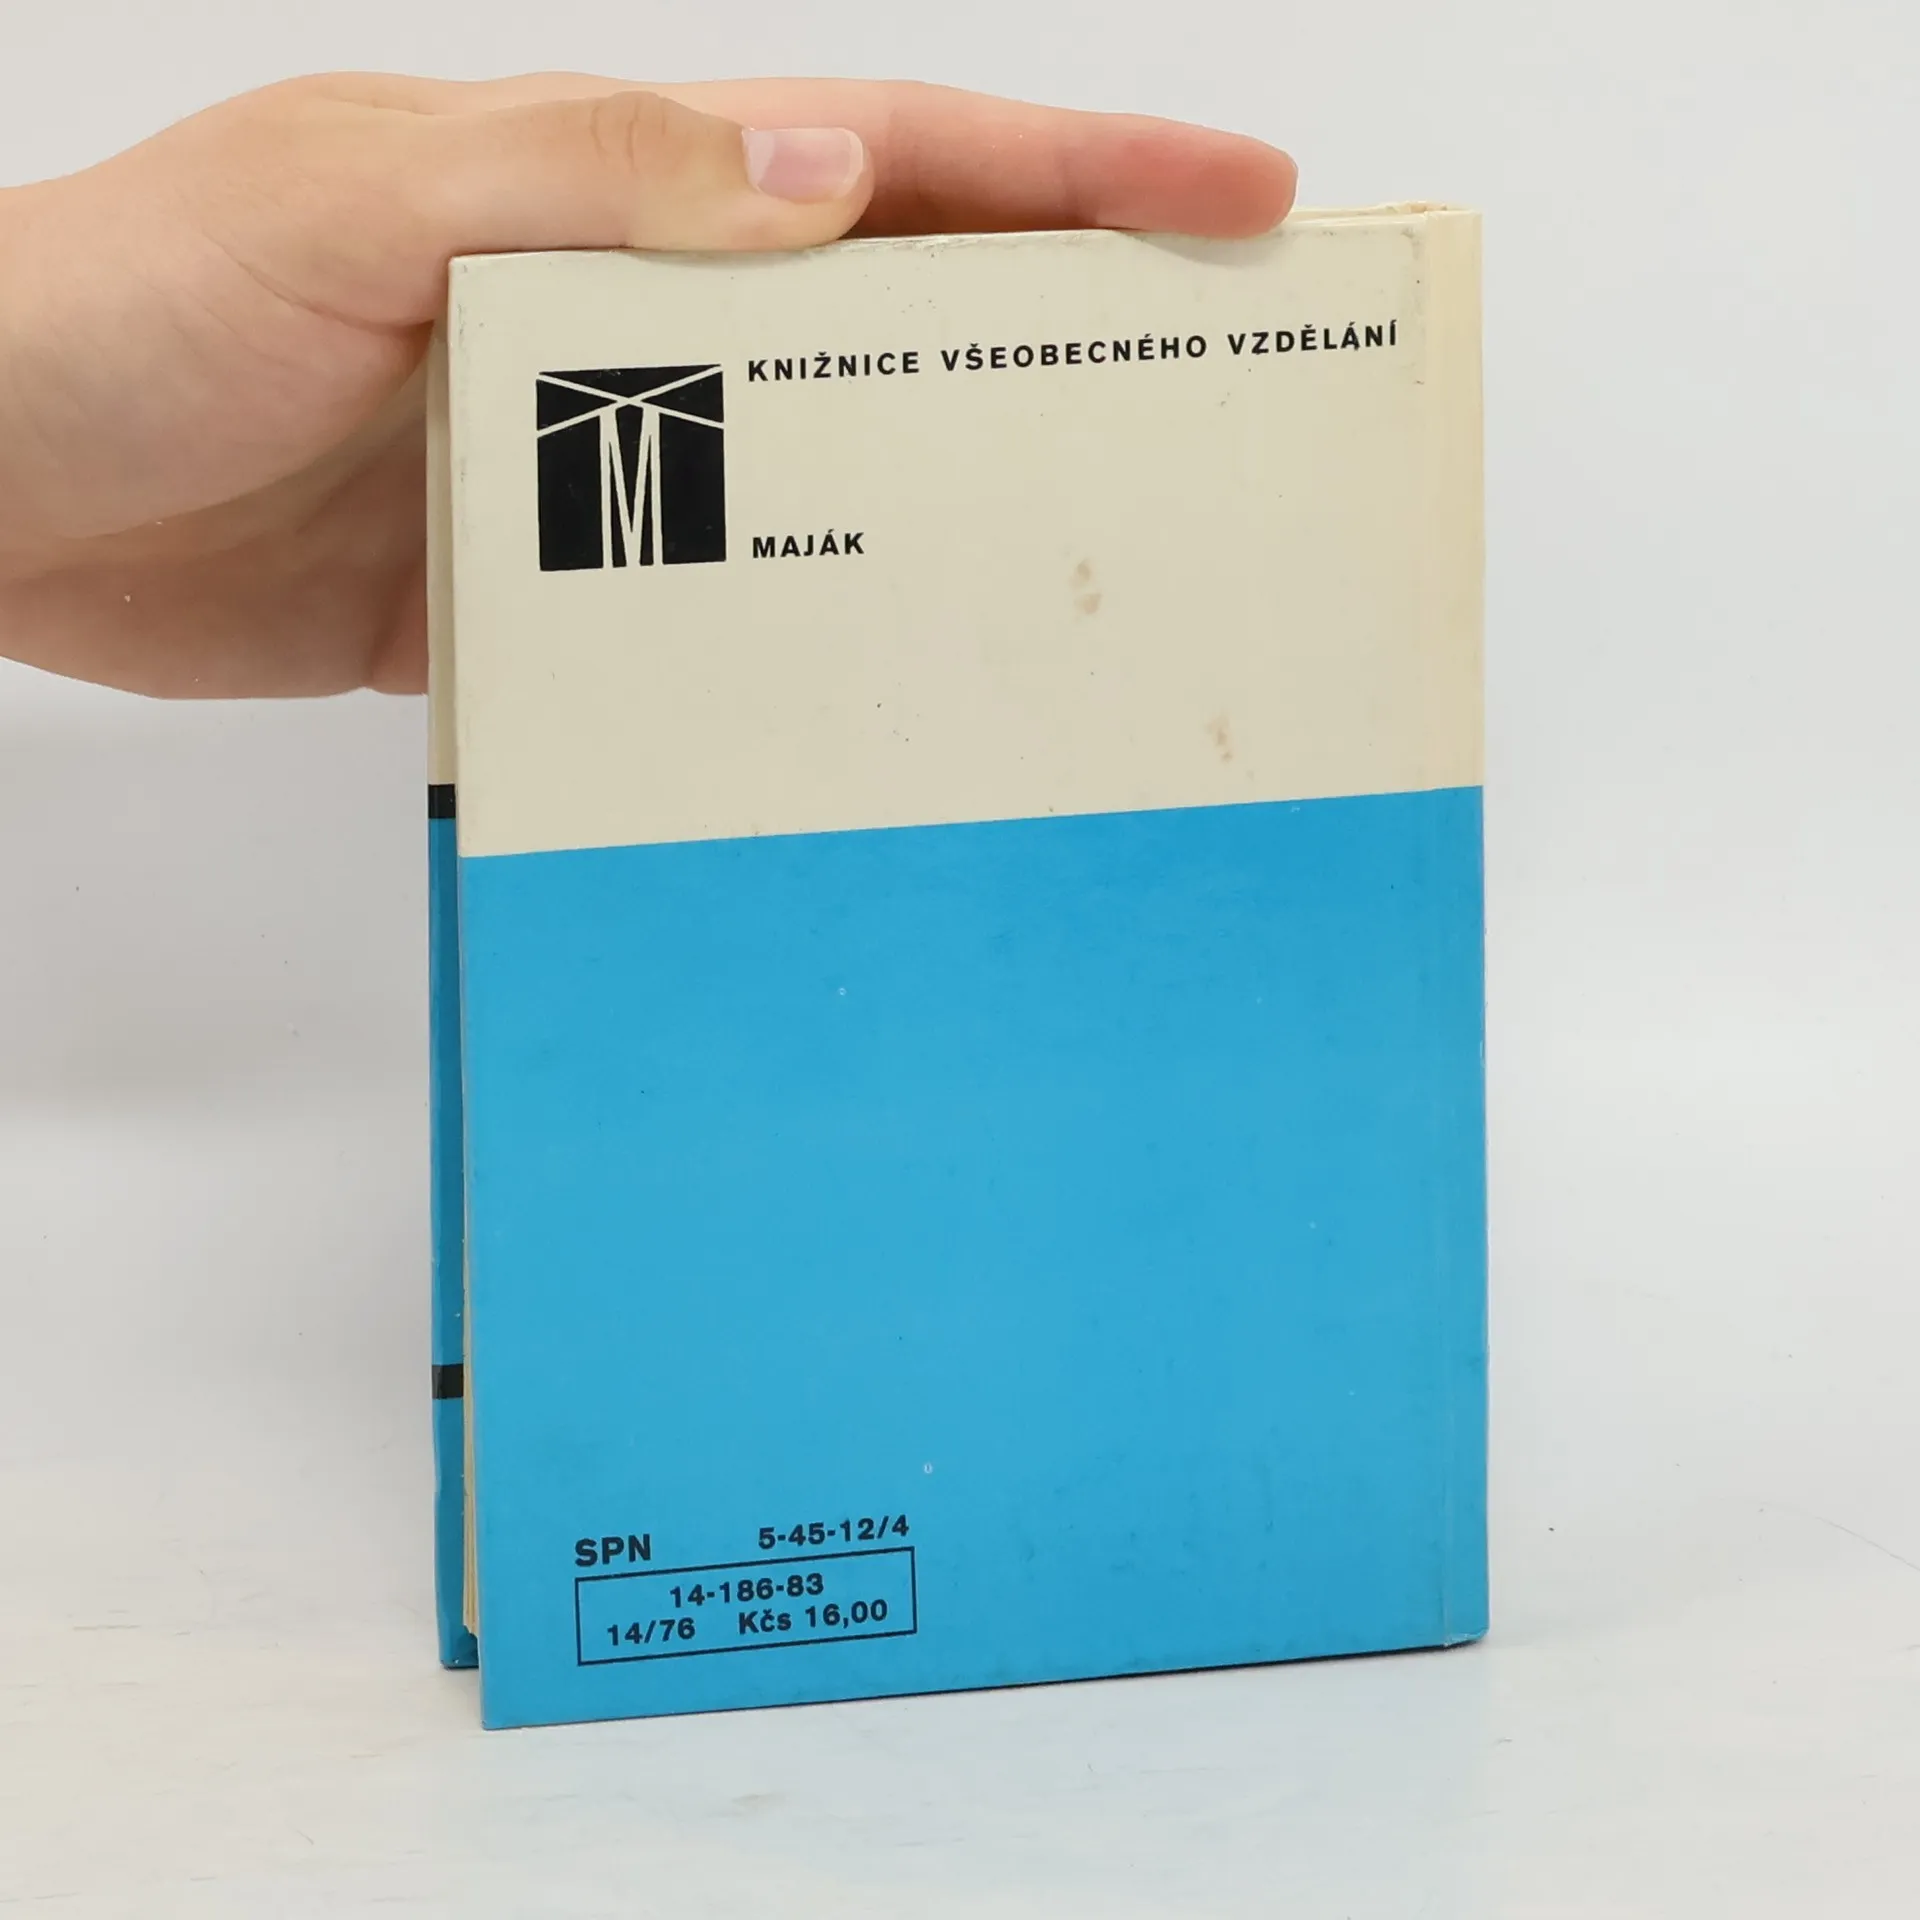 KNIŽNICE VŠEOBECNÉHO VZDĚLÁNÍ
M
MAJÁK
SPN 5-45-12/4
14-186-83
14/76 Kčs 16,00